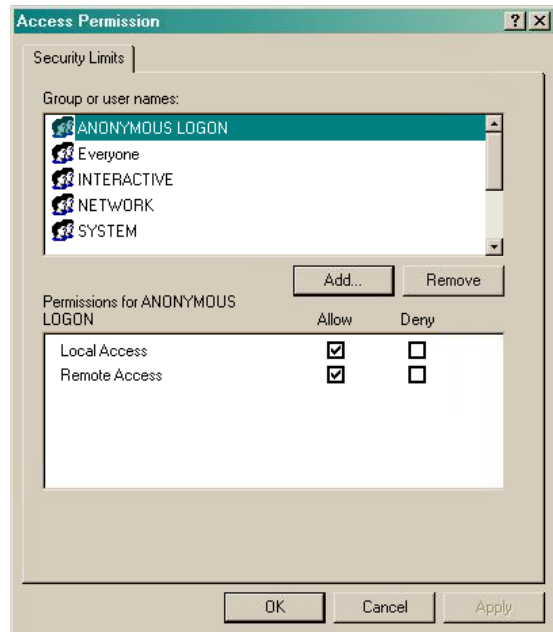 Access Permission
Security Limits
Group or user names:
ANONYMOUS LOGON
Everyone
INTERACTIVE
NETWORK
SYSTEM
Add... Remove
Permissions for ANONYMOUS
LOGON Allow Deny
Local Access
Remote Access
OK Cancel Apply